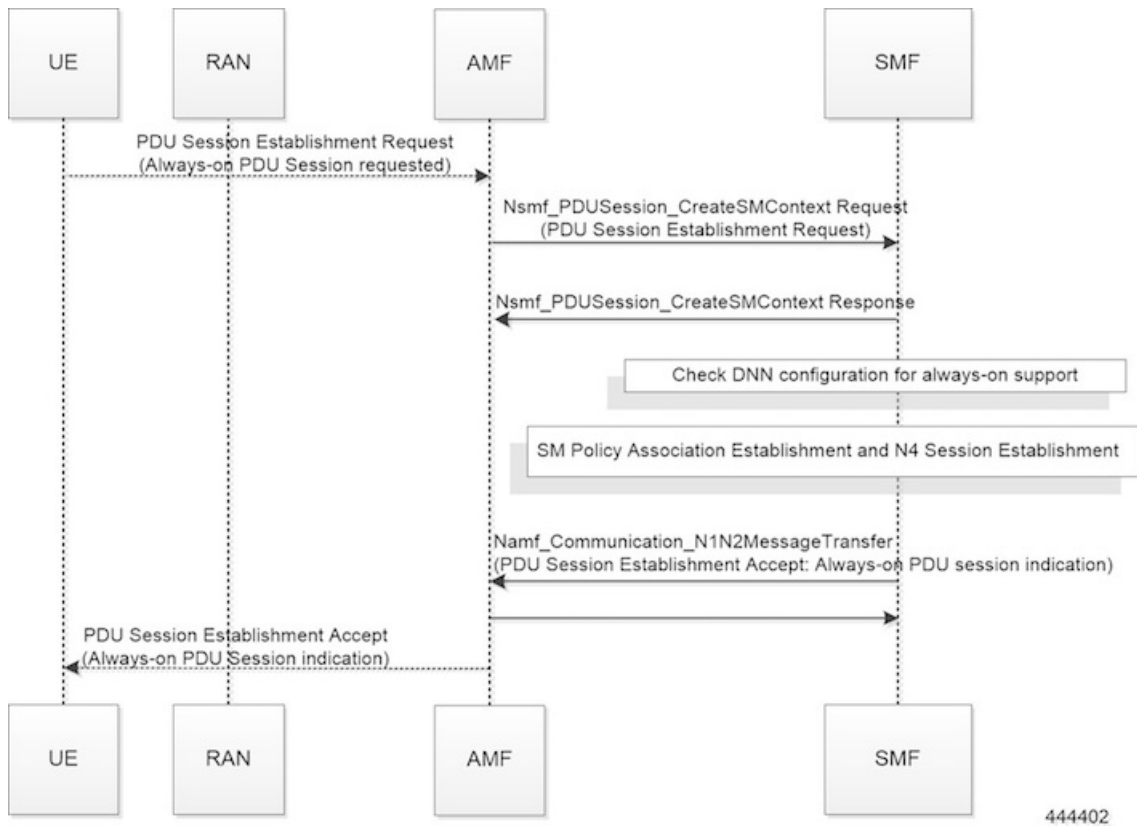 UE
RAN
AMF
SMF
PDU Session Establishment Request
(Always-on PDU Session requested)
Nsmf_PDUSession_CreateSMContext Request
(PDU Session Establishment Request)
Nsmf_PDUSession_CreateSMContext Response
Check DNN configuration for always-on support
SM Policy Association Establishment and N4 Session Establishment
Namf_Communication_N1N2MessageTransfer
(PDU Session Establishment Accept: Always-on PDU session indication)
PDU Session Establishment Accept
(Always-on PDU Session indication)
UE
RAN
AMF
SMF
444402